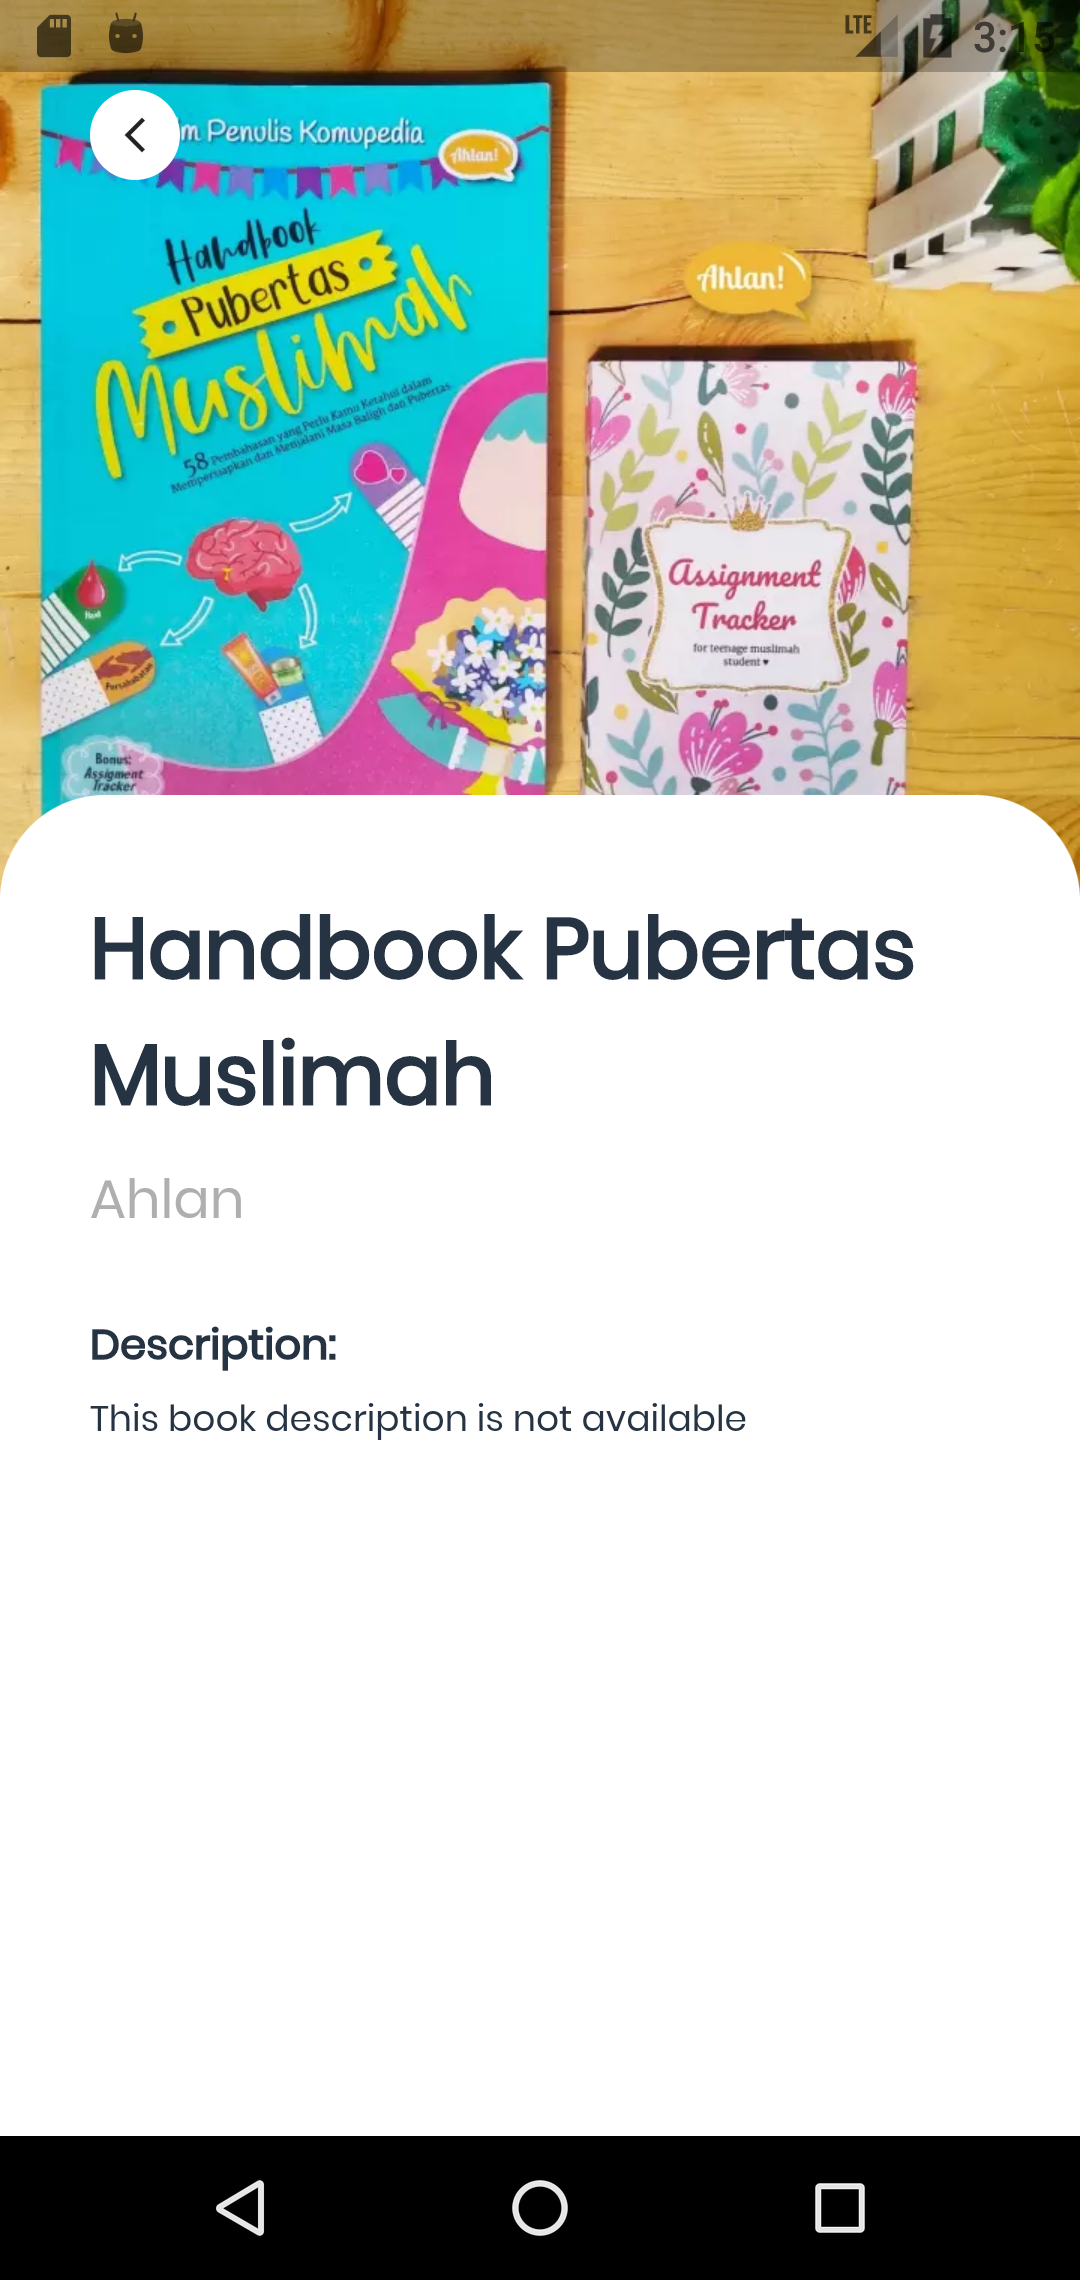 LTE 3:15
m Penulis Komupedia
Ahlan!
Handbook
Pubertas
Muslimah
58 Pembahasan yang Perlu Kamu Ketahui dalam
Mempersiapkan dan Menjalani Masa Baligh dan Pubertas
Ahlan!
Haid
Persahabatan
Bonus:
Assigment
Tracker
Assignment
Tracker
for teenage muslimah
student ♥
Handbook Pubertas
Muslimah
Ahlan
Description:
This book description is not available